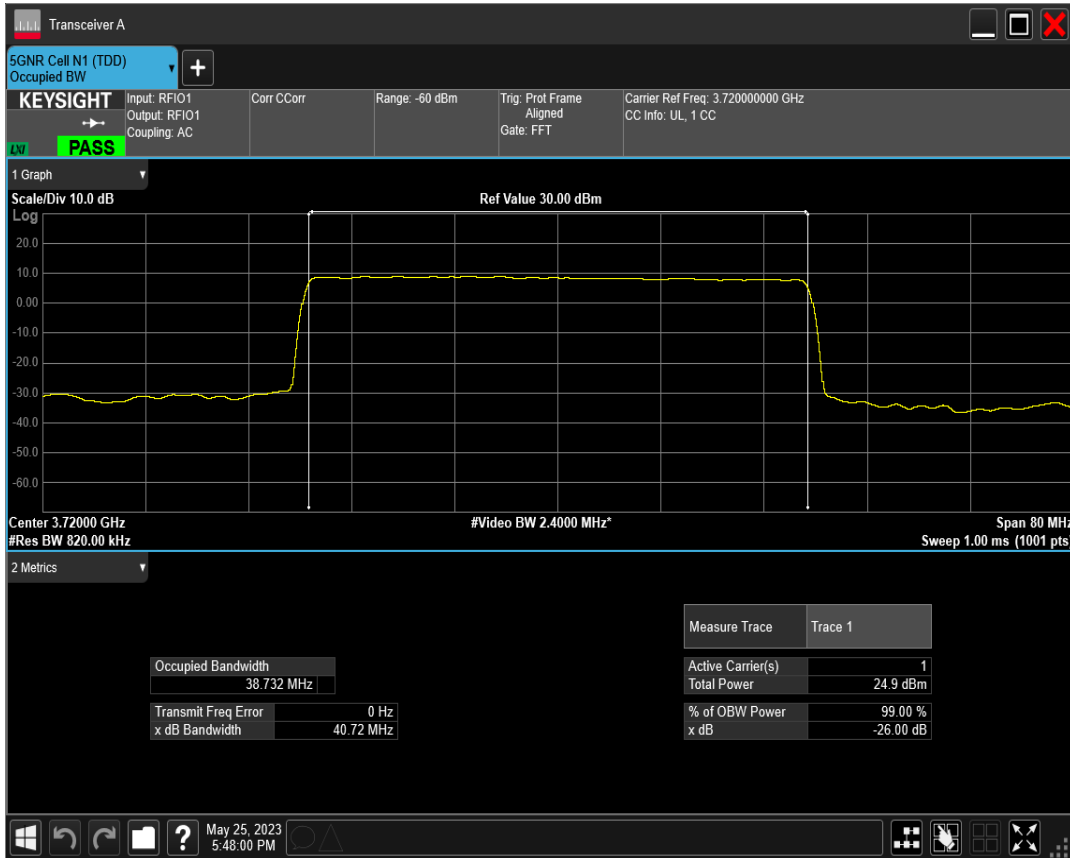 Transceiver A
5GNR Cell N1 (TDD)
Occupied BW
+
KEYSIGHT
LXI
PASS
Input: RFIO1
Output: RFIO1
Coupling: AC
Corr CCorr
Range: -60 dBm
Trig: Prot Frame
Aligned
Gate: FFT
Carrier Ref Freq: 3.720000000 GHz
CC Info: UL, 1 CC
1 Graph
Scale/Div 10.0 dB
Ref Value 30.00 dBm
Log
20.0
10.0
0.00
-10.0
-20.0
-30.0
-40.0
-50.0
-60.0
Center 3.72000 GHz
#Video BW 2.4000 MHz*
Span 80 MHz
#Res BW 820.00 kHz
Sweep 1.00 ms (1001 pts)
2 Metrics
Measure Trace Trace 1
Occupied Bandwidth
38.732 MHz
Active Carrier(s) 1
Total Power 24.9 dBm
Transmit Freq Error 0 Hz
x dB Bandwidth 40.72 MHz
% of OBW Power 99.00 %
x dB -26.00 dB
?
May 25, 2023
5:48:00 PM